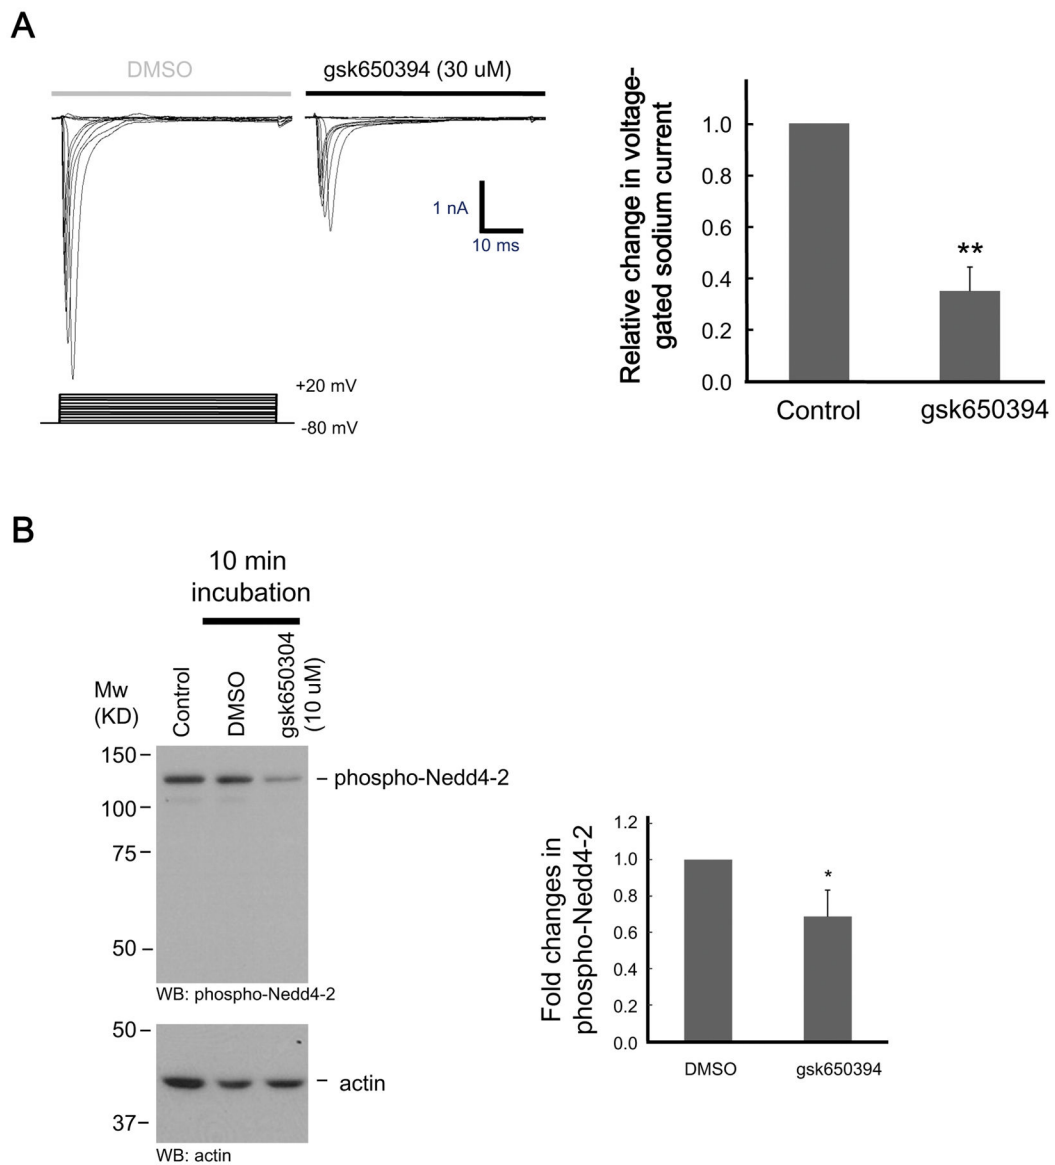 A
DMSO
gsk650394 (30 uM)
1 nA
10 ms
+20 mV
-80 mV
Relative change in voltage-
gated sodium current
1.0
0.8
0.6
0.4
0.2
0.0
**
Control
gsk650394
B
10 min
incubation
Mw
(KD)
Control
DMSO
gsk650304
(10 uM)
150
100
75
50
phospho-Nedd4-2
WB: phospho-Nedd4-2
50
37
actin
WB: actin
Fold changes in
phospho-Nedd4-2
1.2
1.0
0.8
0.6
0.4
0.2
0.0
*
DMSO
gsk650394